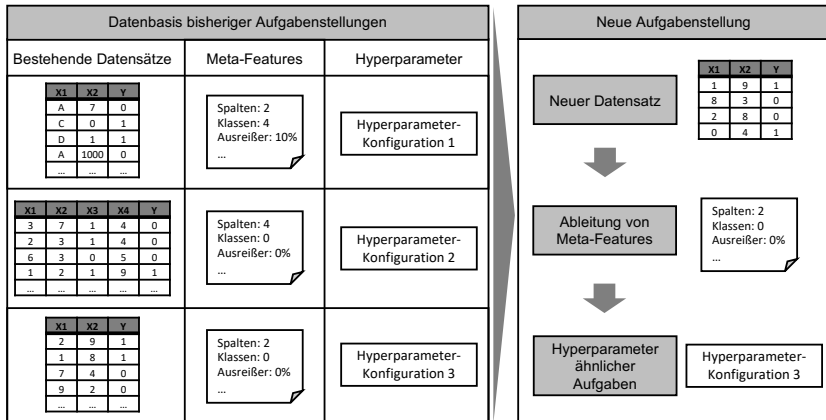 Datenbasis bisheriger Aufgabenstellungen
Bestehende Datensätze Meta-Features Hyperparameter
X1 X2 Y
A 7 0
C 0 1
D 1 1
A 1000 0
... ... ...
Spalten: 2
Klassen: 4
Ausreißer: 10%
...
Hyperparameter-
Konfiguration 1
X1 X2 X3 X4 Y
3 7 1 4 0
2 3 1 4 0
6 3 0 5 0
1 2 1 9 1
... ... ... ... ...
Spalten: 4
Klassen: 0
Ausreißer: 0%
...
Hyperparameter-
Konfiguration 2
X1 X2 Y
2 9 1
1 8 1
7 4 0
9 2 0
... ... ...
Spalten: 2
Klassen: 0
Ausreißer: 0%
...
Hyperparameter-
Konfiguration 3
Neue Aufgabenstellung
Neuer Datensatz
X1 X2 Y
1 9 1
8 3 0
2 8 0
0 4 1
Ableitung von
Meta-Features
Spalten: 2
Klassen: 0
Ausreißer: 0%
...
Hyperparameter
ähnlicher
Aufgaben
Hyperparameter-
Konfiguration 3